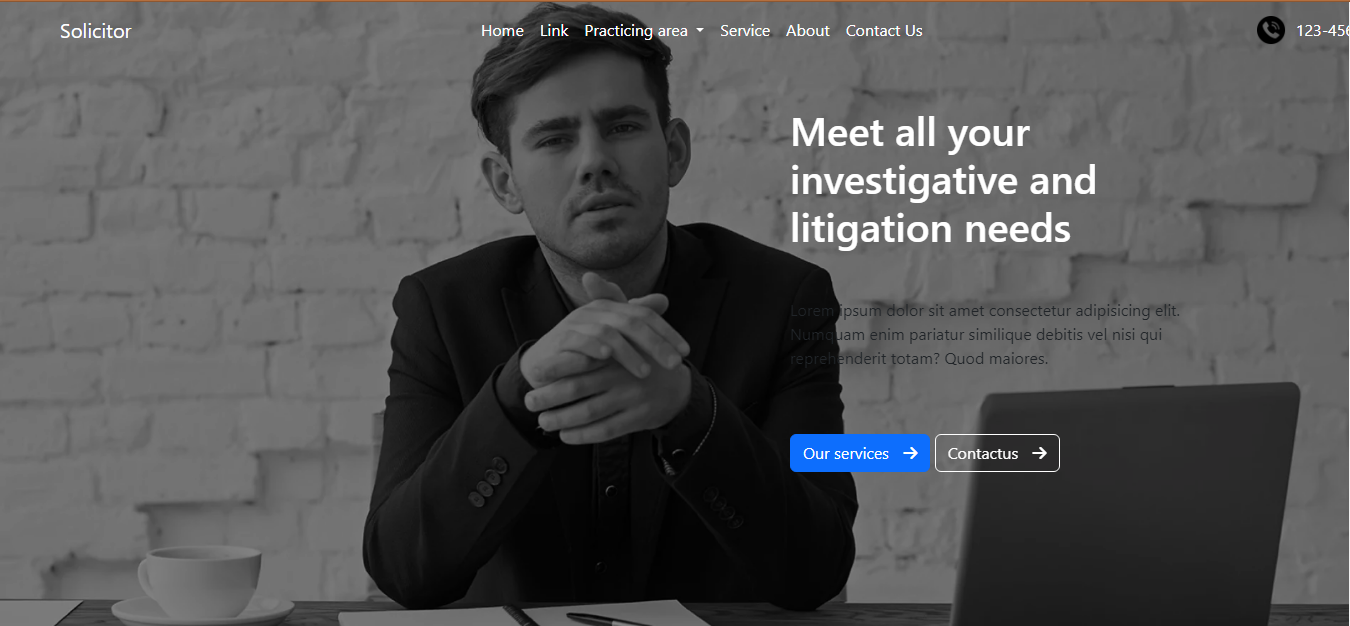 Solicitor
Home Link Practicing area Service About Contact Us
123-456
Meet all your
investigative and
litigation needs
Lorem ipsum dolor sit amet consectetur adipisicing elit.
Numquam enim pariatur similique debitis vel nisi qui
reprehenderit totam? Quod maiores.
Our services
Contactus